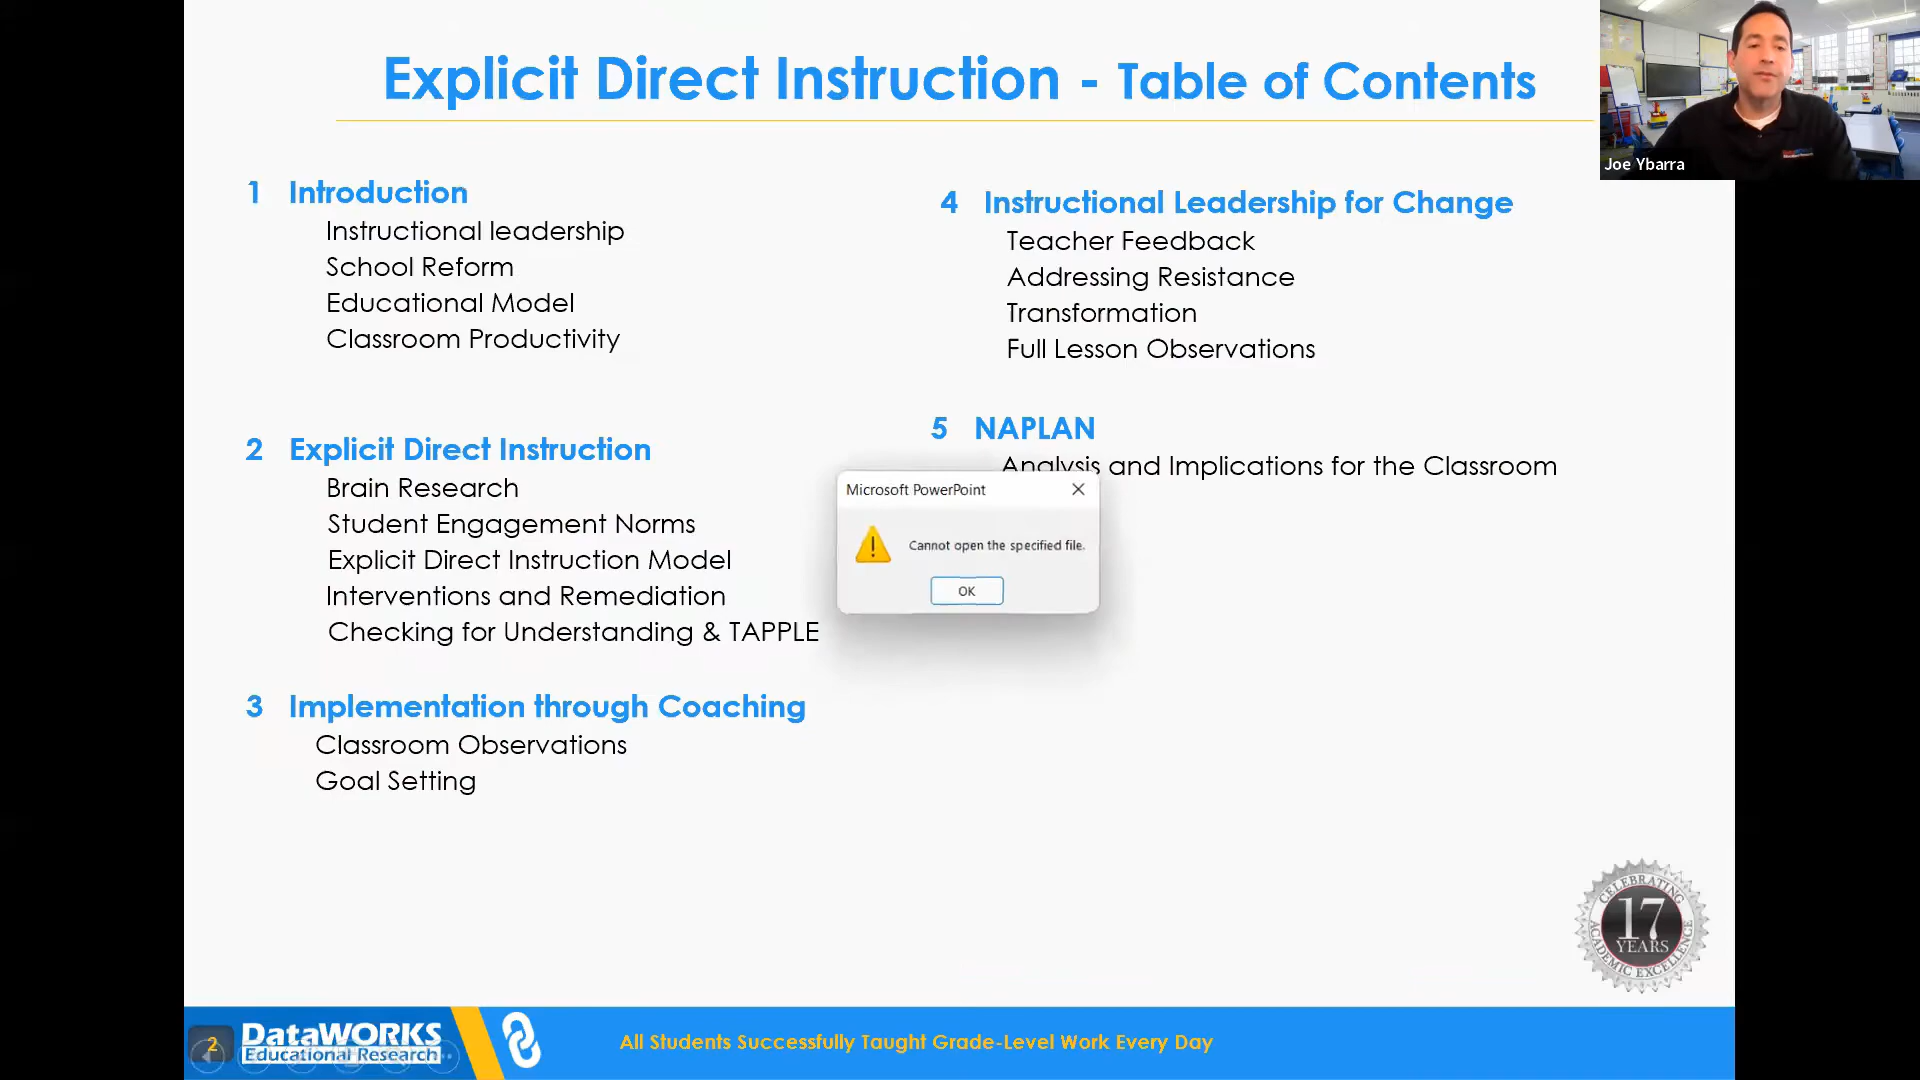 Explicit Direct Instruction - Table of Contents
Joe Ybarra
1 Introduction
Instructional leadership
School Reform
Educational Model
Classroom Productivity
2 Explicit Direct Instruction
Brain Research
Student Engagement Norms
Explicit Direct Instruction Model
Interventions and Remediation
Checking for Understanding & TAPPLE
3 Implementation through Coaching
Classroom Observations
Goal Setting
4 Instructional Leadership for Change
Teacher Feedback
Addressing Resistance
Transformation
Full Lesson Observations
5 NAPLAN
Analysis and Implications for the Classroom
Microsoft PowerPoint
Cannot open the specified file.
OK
CELEBRATING
17
YEARS
ACADEMIC EXCELLENCE
2
DataWORKS
Educational Research
All Students Successfully Taught Grade-Level Work Every Day